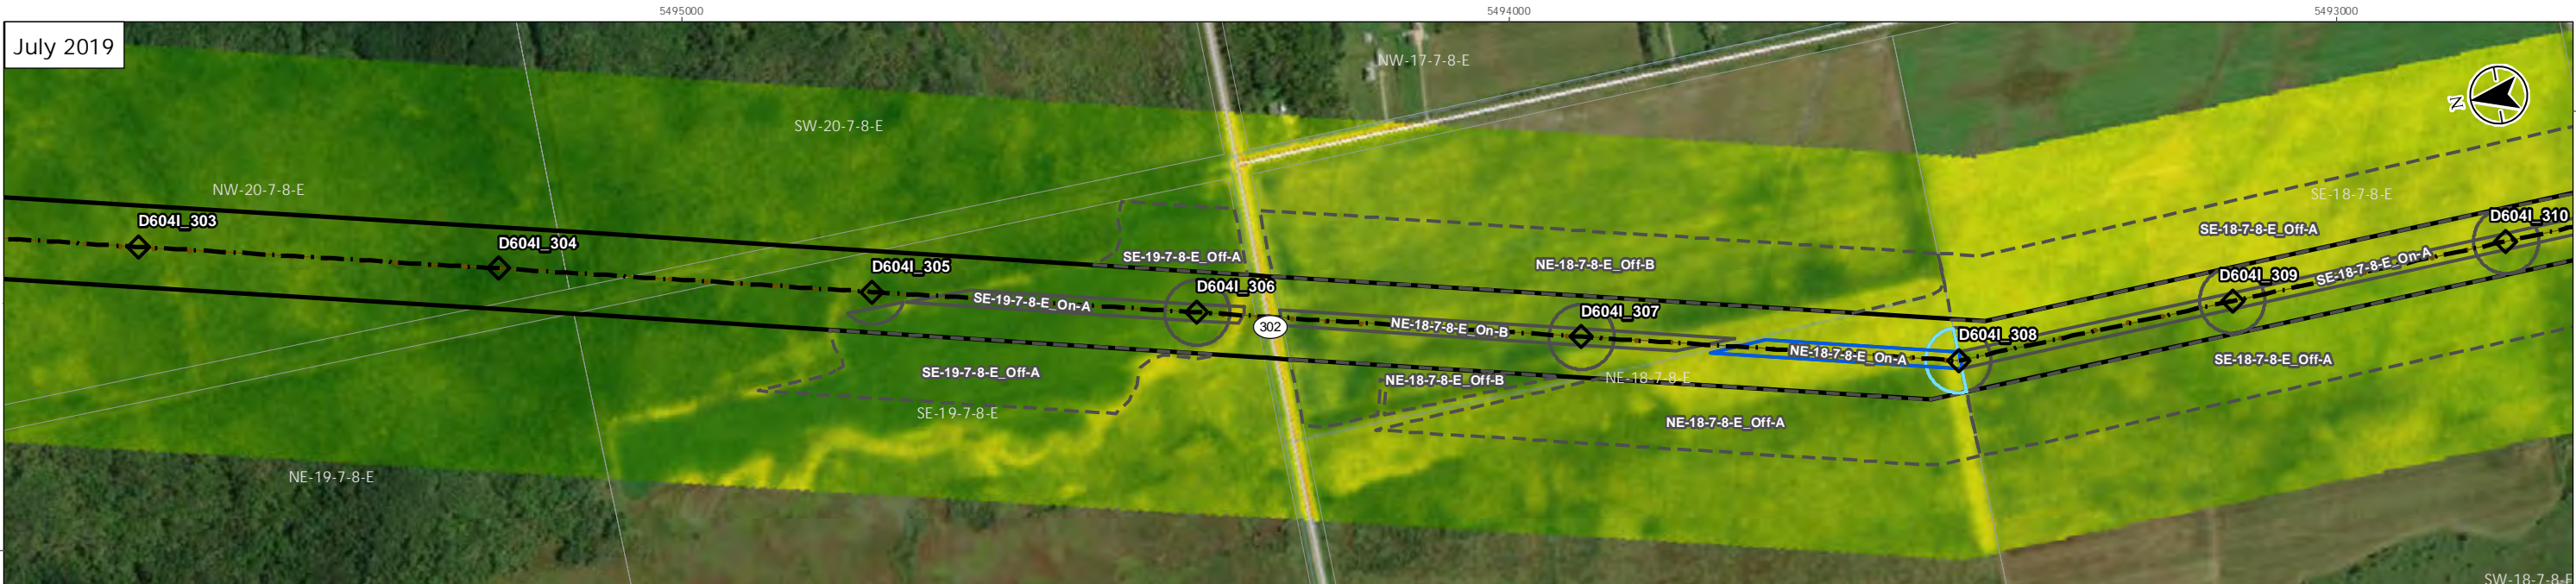 5495000
5494000
5493000
July 2019
NW-17-7-8-E
N
SW-20-7-8-E
NW-20-7-8-E
SE-18-7-8-E
D604I_303
D604I_304
D604I_305
D604I_310
SE-18-7-8-E_Off-A
SE-19-7-8-E_Off-A
NE-18-7-8-E_Off-B
SE-18-7-8-E_On-A
D604I_309
D604I_306
SE-19-7-8-E_On-A
D604I_307
302
NE-18-7-8-E_On-B
D604I_308
NE-18-7-8-E_On-A
SE-18-7-8-E_Off-A
SE-19-7-8-E_Off-A
NE-18-7-8-E_Off-B
NE-18-7-8-E
SE-19-7-8-E
NE-18-7-8-E_Off-A
NE-19-7-8-E
SW-18-7-8-E